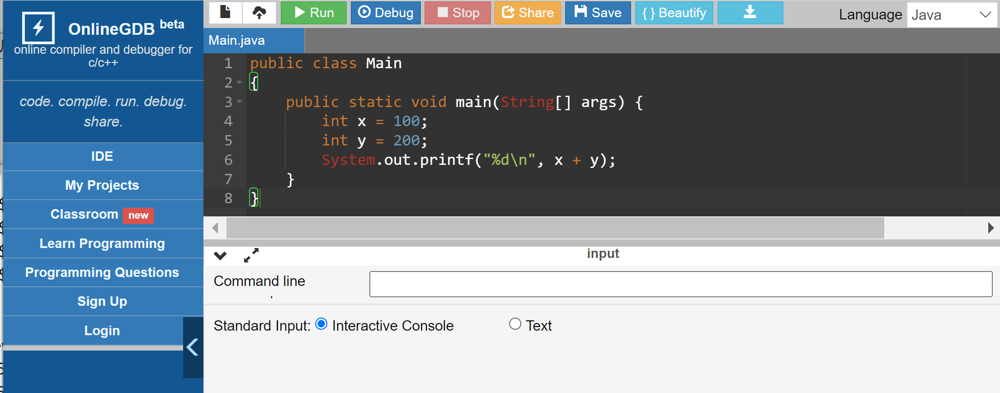 OnlineGDB beta
online compiler and debugger for
c/c++
code. compile. run. debug.
share.
IDE
My Projects
Classroom new
Learn Programming
Programming Questions
Sign Up
Login
Run Debug Stop Share Save { } Beautify Language Java
Main.java
1 public class Main
2 {
3 public static void main(String[] args) {
4 int x = 100;
5 int y = 200;
6 System.out.printf("%d\n", x + y);
7 }
8 }
input
Command line
Standard Input: Interactive Console Text